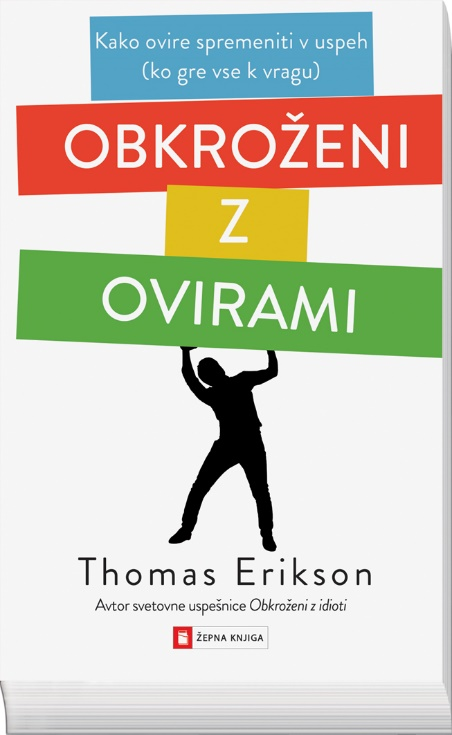 Kako ovire spremeniti v uspeh
(ko gre vse k vragu)
OBKROŽENI
Z
OVIRAMI
Thomas Erikson
Avtor svetovne uspešnice Obkroženi z idioti
ŽEPNA KNJIGA